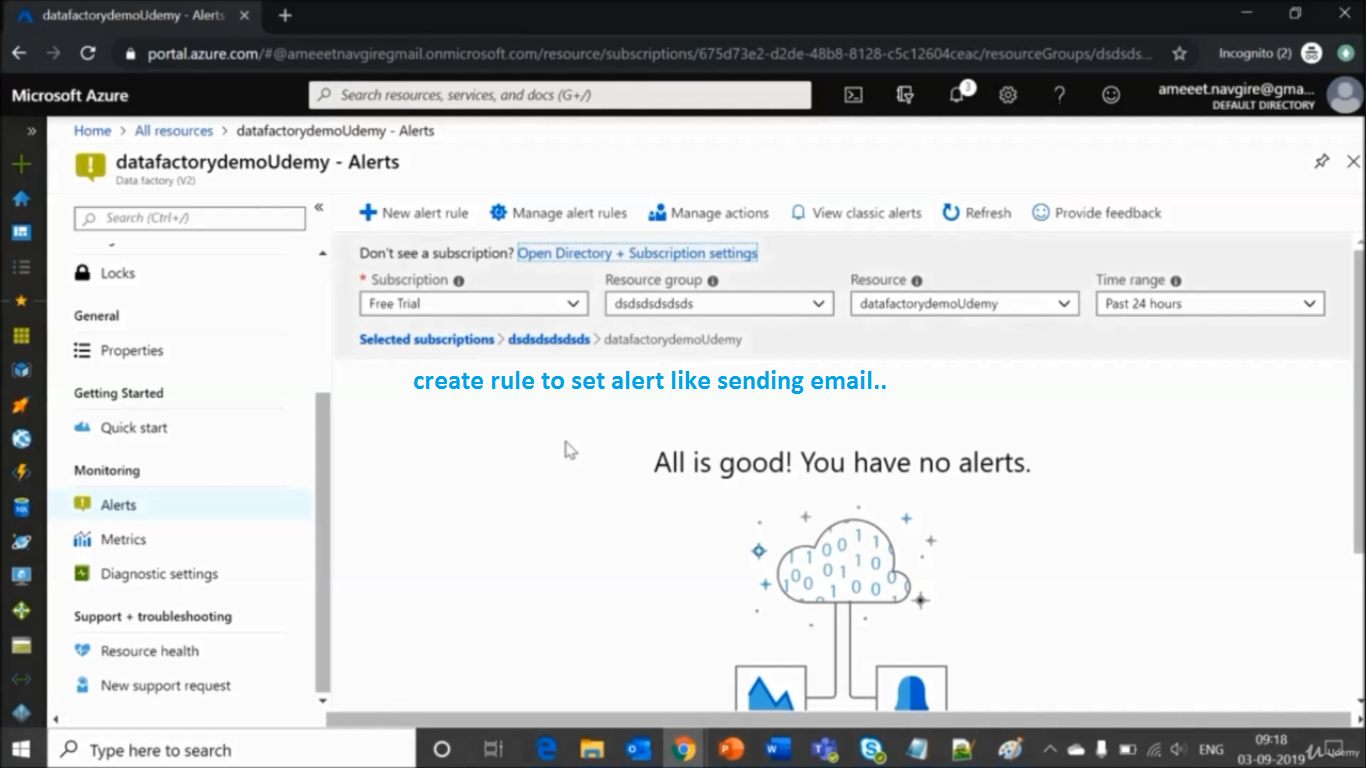 datafactorydemoUdemy - Alerts
portal.azure.com/#@ameeetnavgiregmail.onmicrosoft.com/resource/subscriptions/675d73e2-d2de-48b8-8128-c5c12604ceac/resourceGroups/dsdsds... Incognito (2)
Microsoft Azure
Search resources, services, and docs (G+/)
3
ameeet.navgire@gma...
DEFAULT DIRECTORY
Home > All resources > datafactorydemoUdemy - Alerts
datafactorydemoUdemy - Alerts
Data factory (V2)
Search (Ctrl+/)
Locks
General
Properties
Getting Started
Quick start
Monitoring
Alerts
Metrics
Diagnostic settings
Support + troubleshooting
Resource health
New support request
New alert rule Manage alert rules Manage actions View classic alerts Refresh Provide feedback
Don't see a subscription? Open Directory + Subscription settings
* Subscription Resource group Resource Time range
Free Trial dsdsdsdsdsds datafactorydemoUdemy Past 24 hours
Selected subscriptions > dsdsdsdsdsds > datafactorydemoUdemy
create rule to set alert like sending email..
All is good! You have no alerts.
Type here to search
ENG
09:18
03-09-2019
Udemy